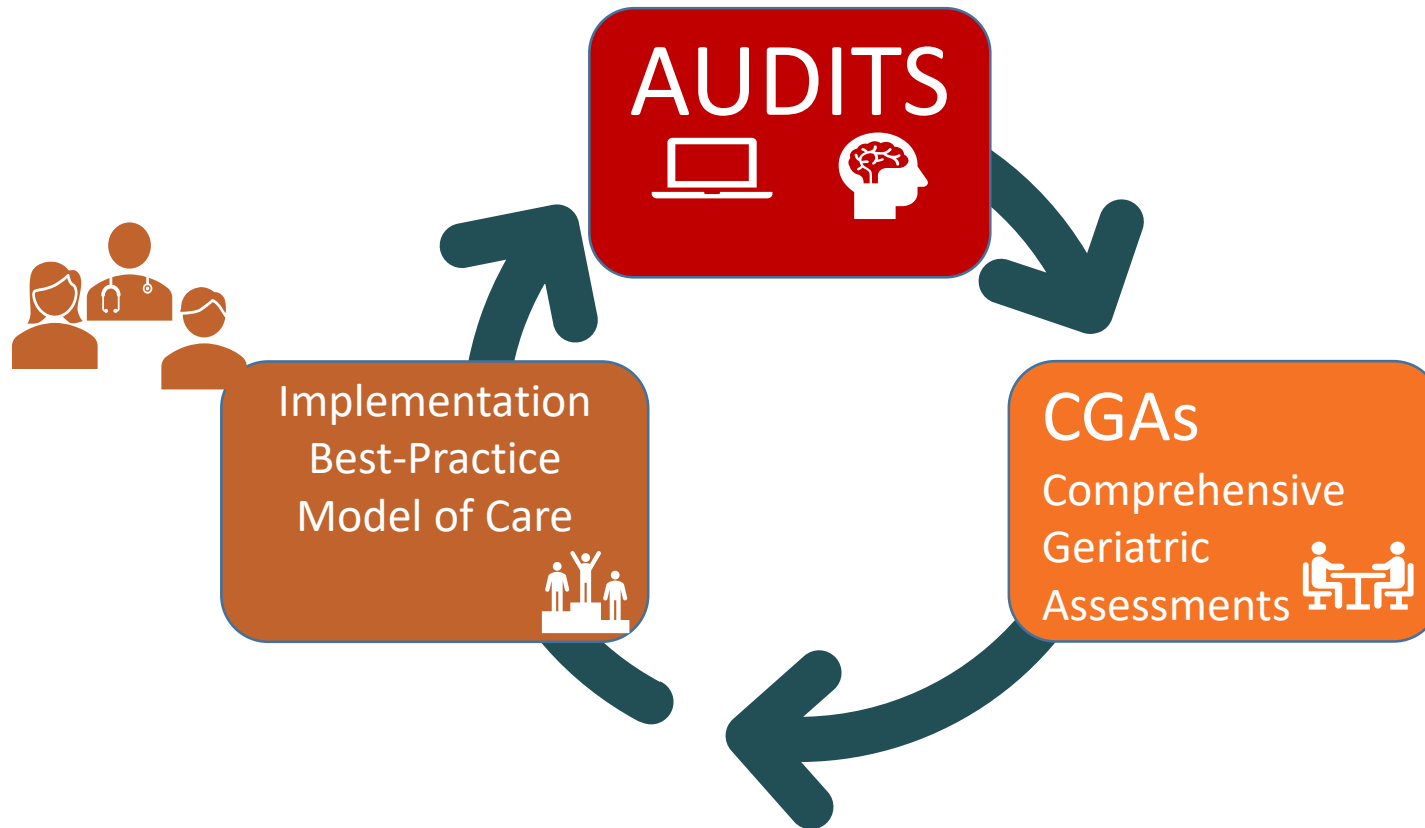 AUDITS
CGAs
Comprehensive
Geriatric
Assessments
Implementation
Best-Practice
Model of Care